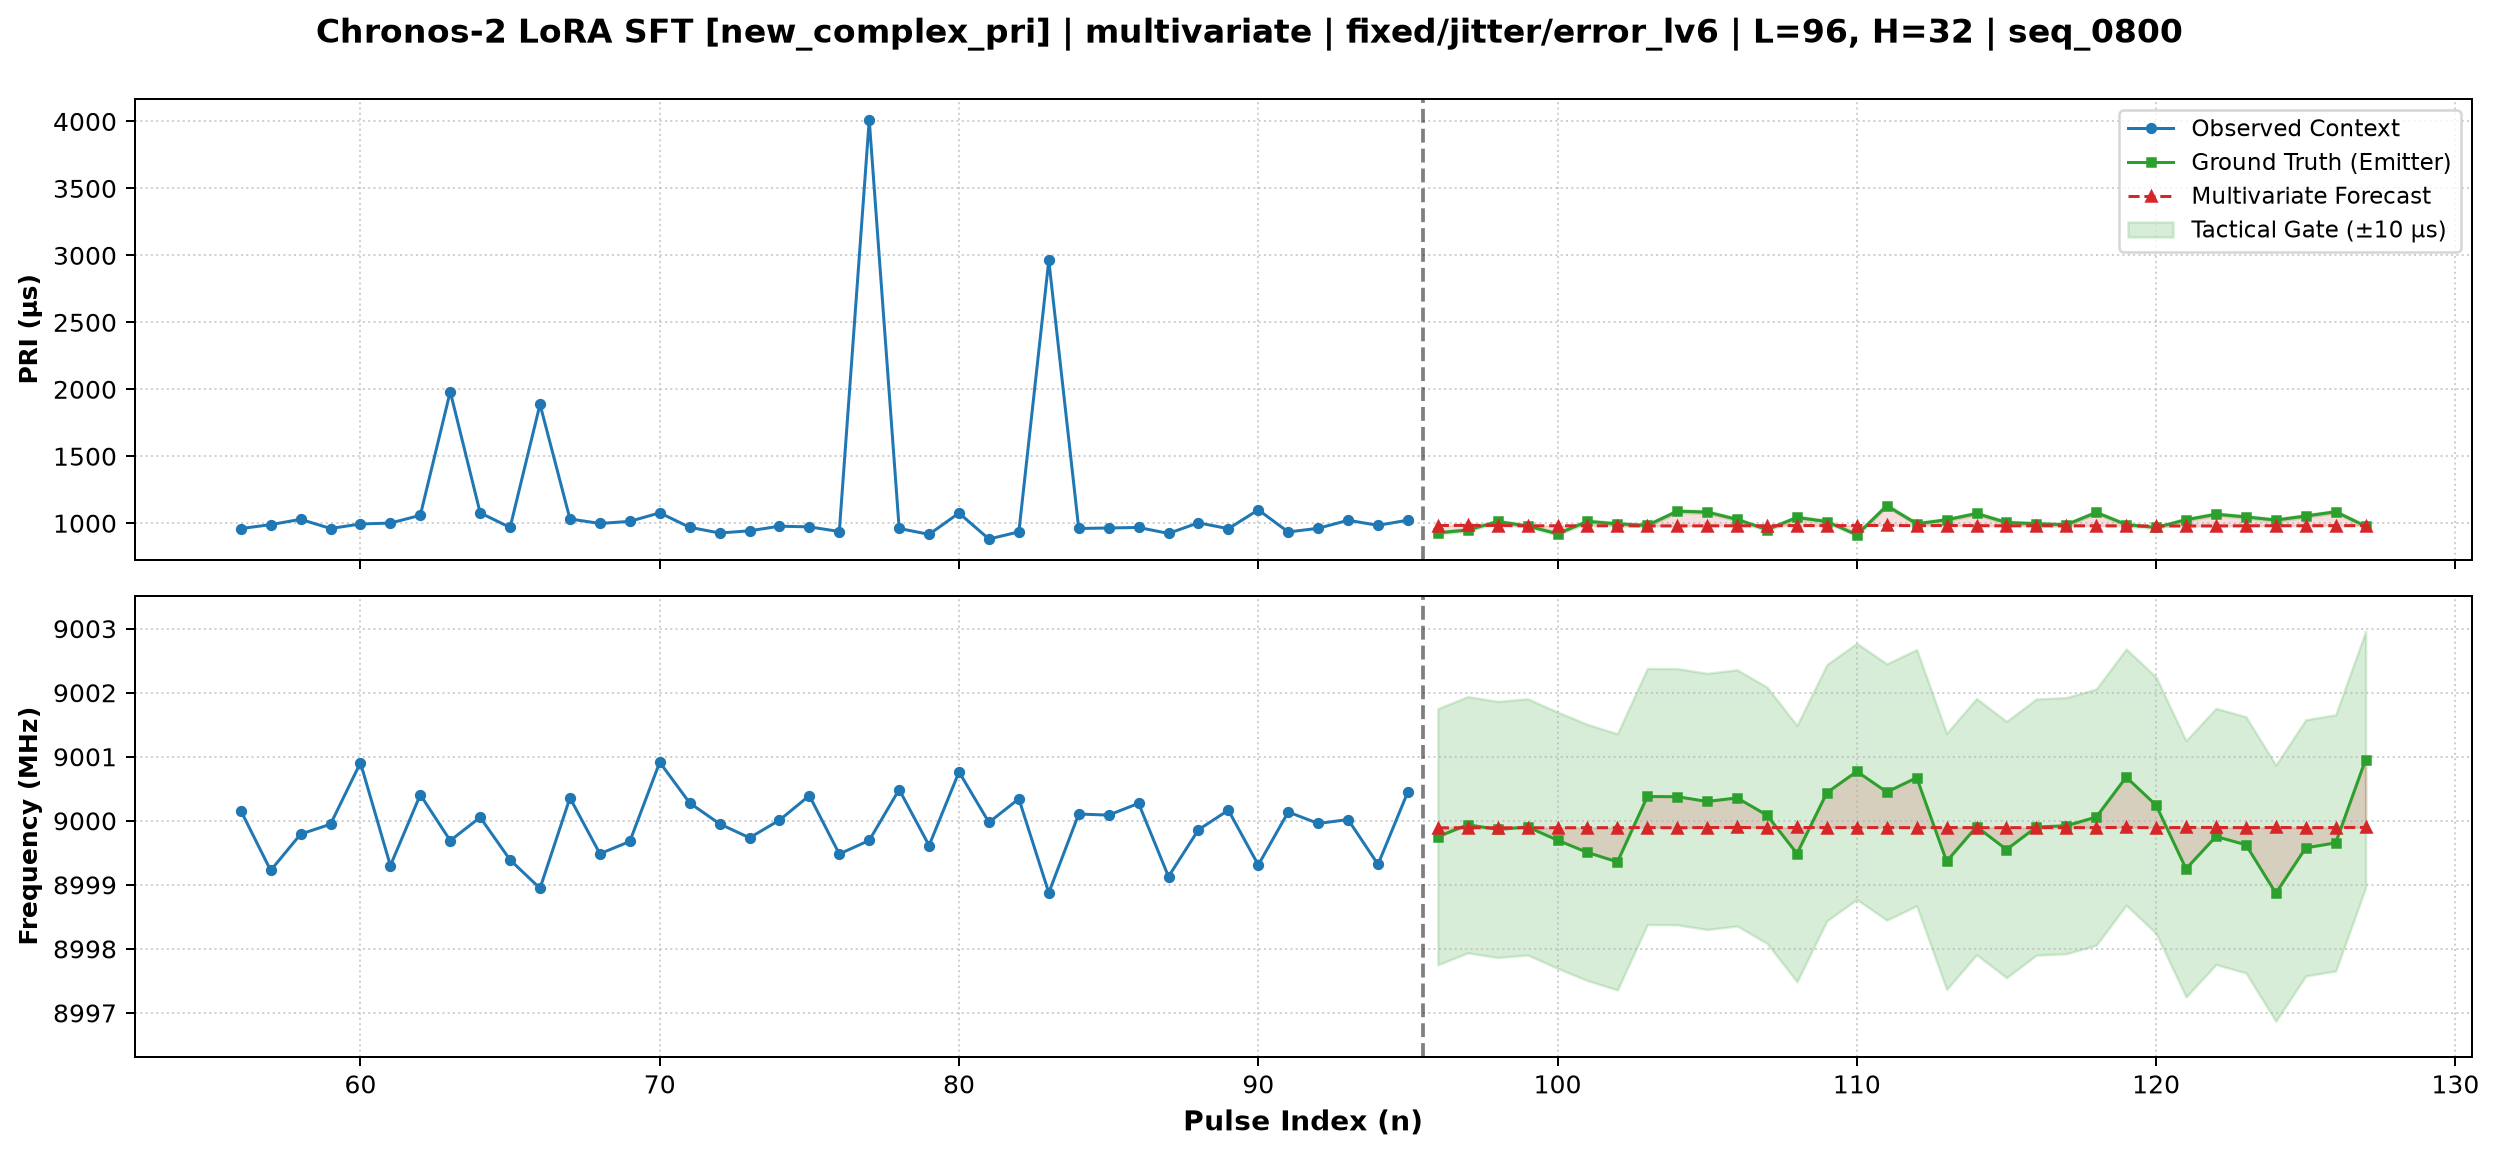 Chronos-2 LoRA SFT [new_complex_pri] | multivariate | fixed/jitter/error_lv6 | L=96, H=32 | seq_0800
PRI (µs)
4000
3500
3000
2500
2000
1500
1000
Observed Context
Ground Truth (Emitter)
Multivariate Forecast
Tactical Gate (±10 µs)
Frequency (MHz)
9003
9002
9001
9000
8999
8998
8997
60 70 80 90 100 110 120 130
Pulse Index (n)